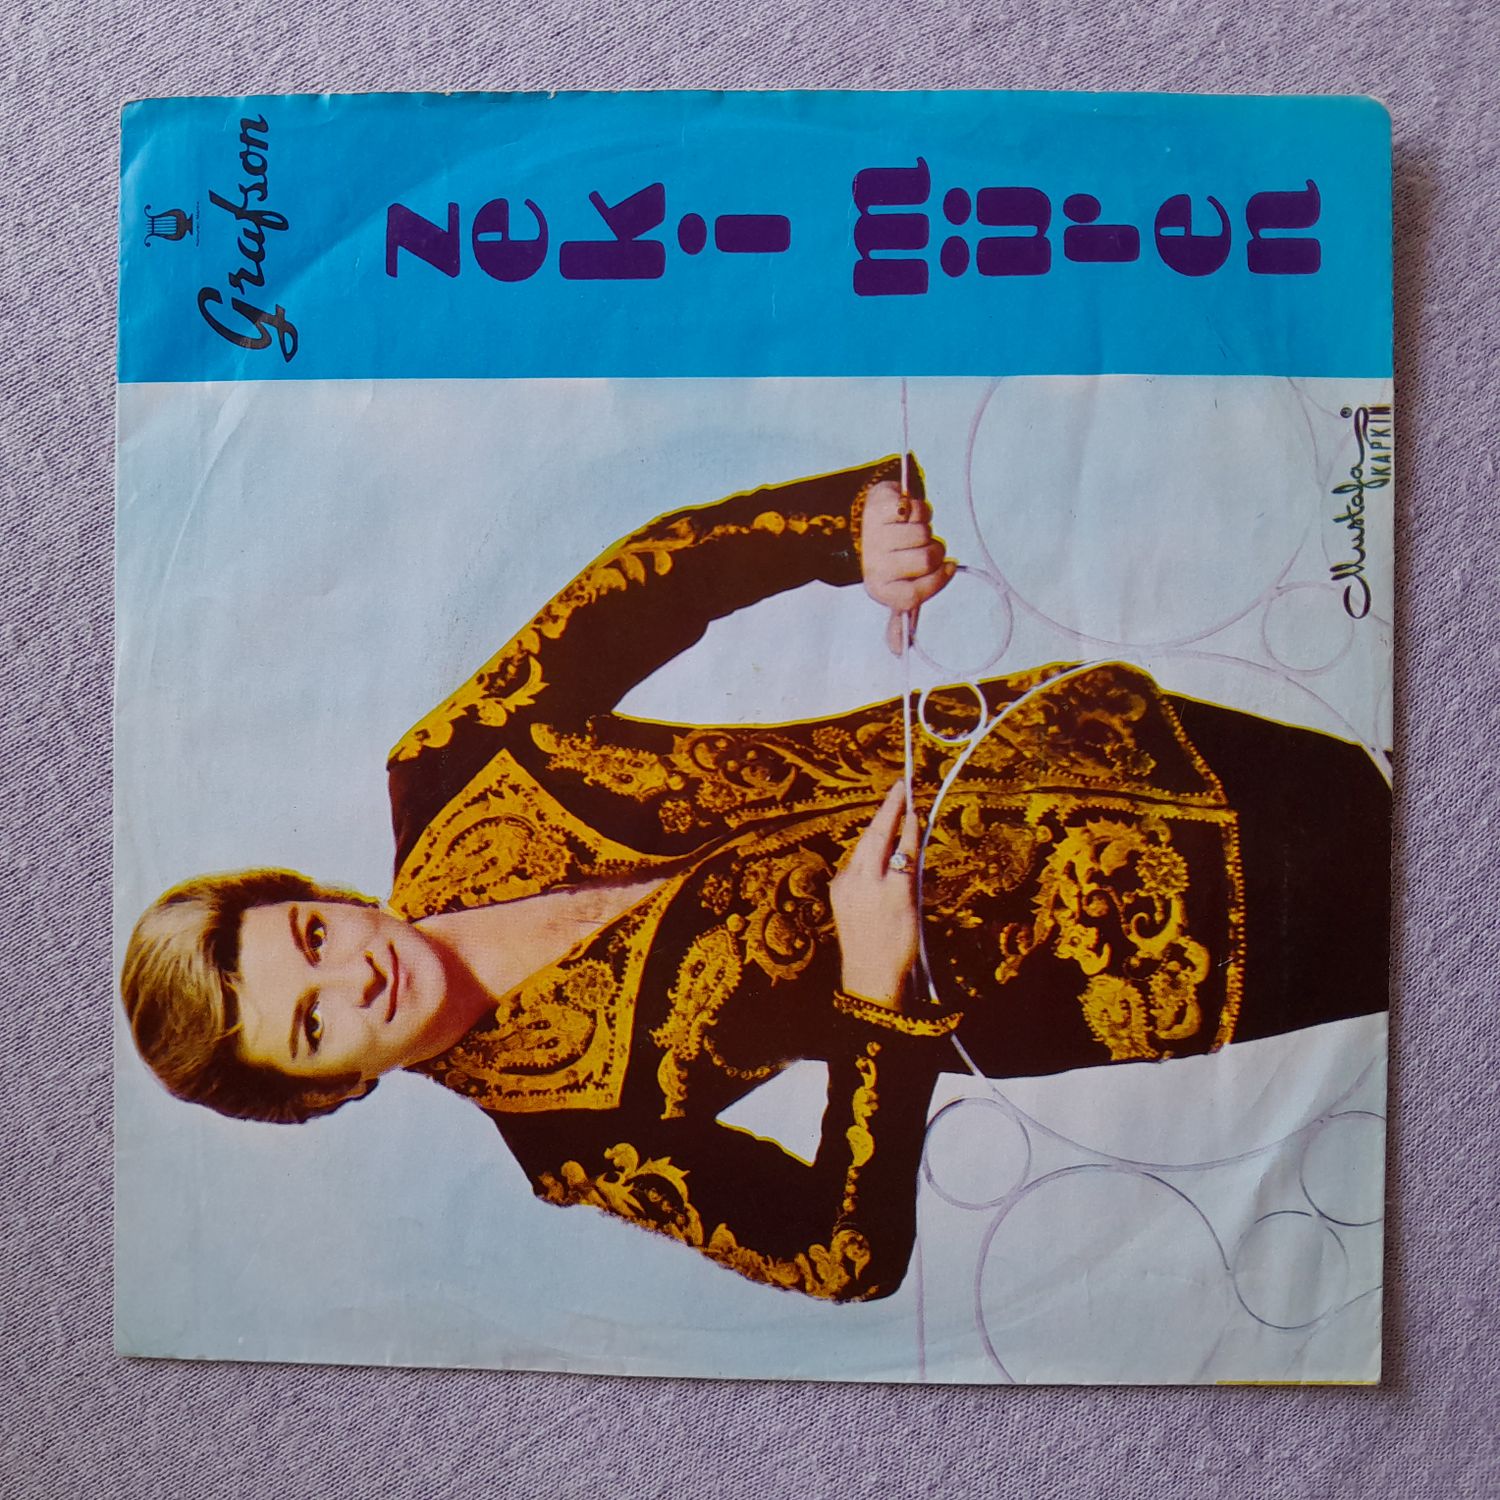 Grafson
zeki
müren
Mustafa
KAPKIN